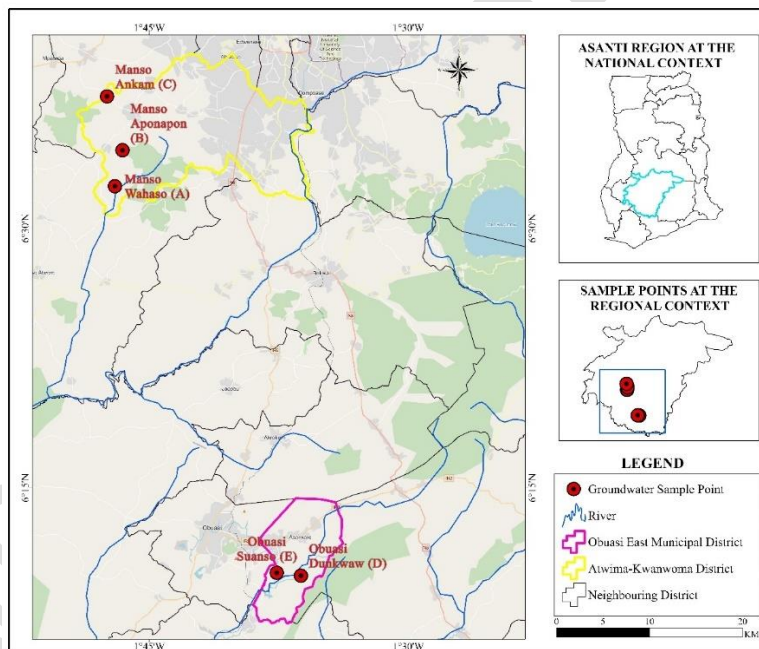 1°45'W
1°30'W
Manso
Ankam (C)
Manso
Aponapon
(B)
Manso
Wahaso (A)
6°30'N
6°30'N
6°15'N
6°15'N
Obuasi
Obuasi
Suanso (E)
Obuasi
Dunkwaw (D)
1°45'W
1°30'W
ASANTI REGION AT THE
NATIONAL CONTEXT
SAMPLE POINTS AT THE
REGIONAL CONTEXT
LEGEND
Groundwater Sample Point
River
Obuasi East Municipal District
Atwima-Kwanwoma District
Neighbouring District
0
10
20
KM